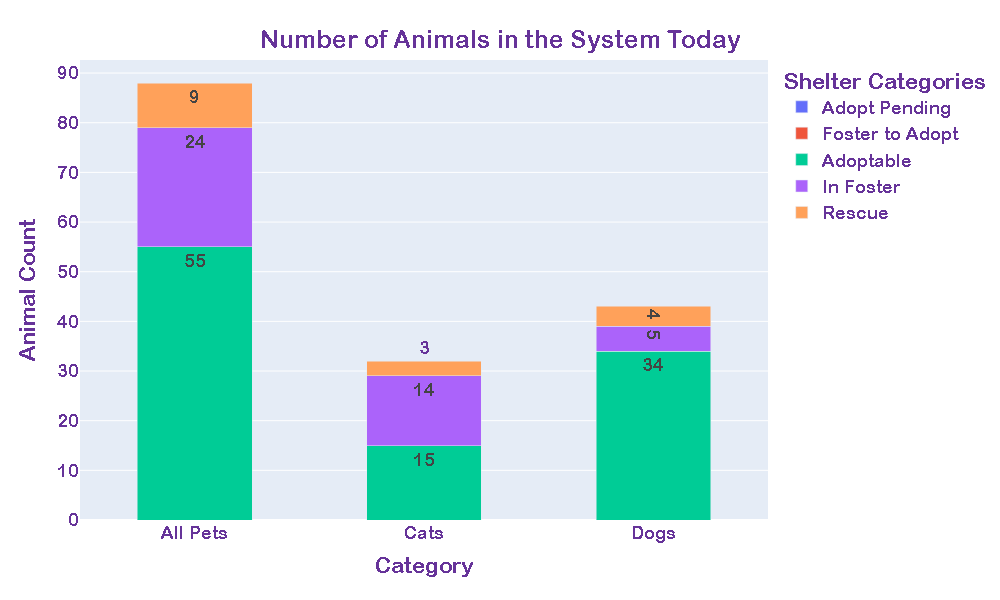 Number of Animals in the System Today
Shelter Categories
Adopt Pending
Foster to Adopt
Adoptable
In Foster
Rescue
Animal Count
90
80
70
60
50
40
30
20
10
0
9
24
55
3
14
15
4
5
34
All Pets
Cats
Dogs
Category